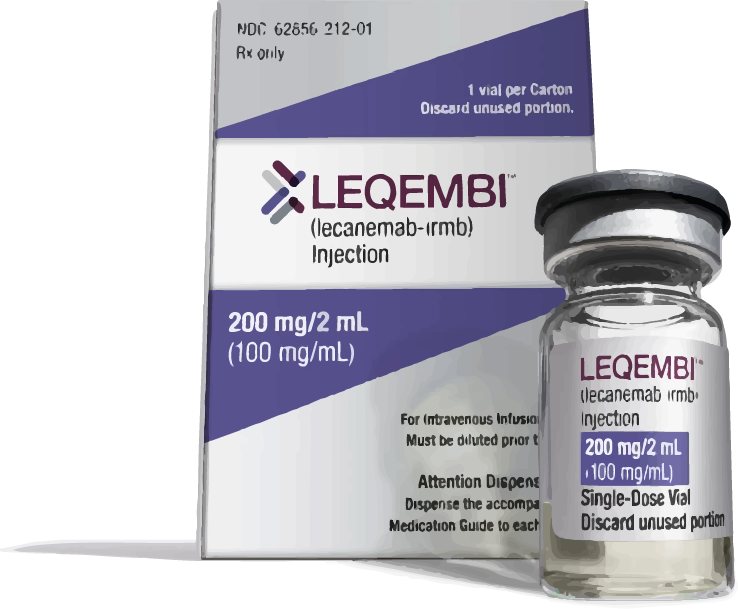 NDC 62856 212-01
Rx only
1 vial per Carton
Discard unused portion.
LEQEMBI™
(lecanemab-irmb)
Injection
200 mg/2 mL
(100 mg/mL)
For Intravenous Infusio
Must be diluted prior t
Attention Dispens
Dispense the accompa
Medication Guide to each
LEQEMBI™
(lecanemab irmb)
Injection
200 mg/2 mL
(100 mg/mL)
Single-Dose Vial
Discard unused portion